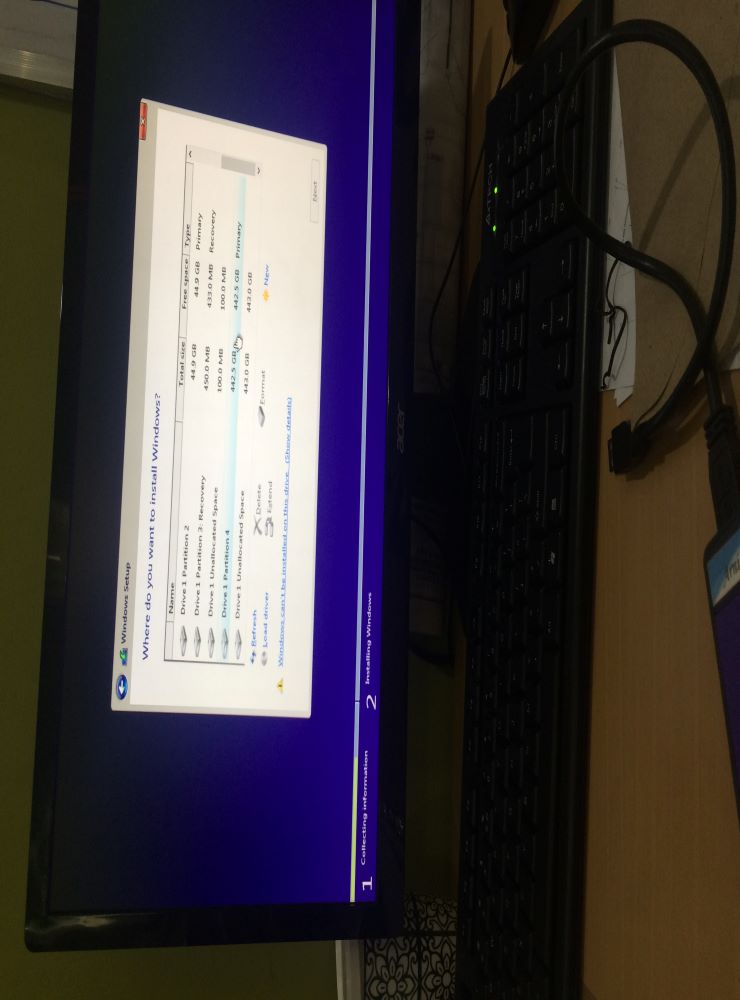 Windows Setup
Where do you want to install Windows?
Name Total size Free space Type
Drive 1 Partition 2 44.9 GB 44.9 GB Primary
Drive 1 Partition 3: Recovery 450.0 MB 433.0 MB Recovery
Drive 1 Unallocated Space 100.0 MB 100.0 MB
Drive 1 Partition 4 442.5 GB 442.5 GB Primary
Drive 1 Unallocated Space 443.0 GB 443.0 GB
Refresh Delete Format New
Load driver Extend
Windows can't be installed on this drive. (Show details)
Next
1 Collecting information 2 Installing Windows
acer
A4TECH